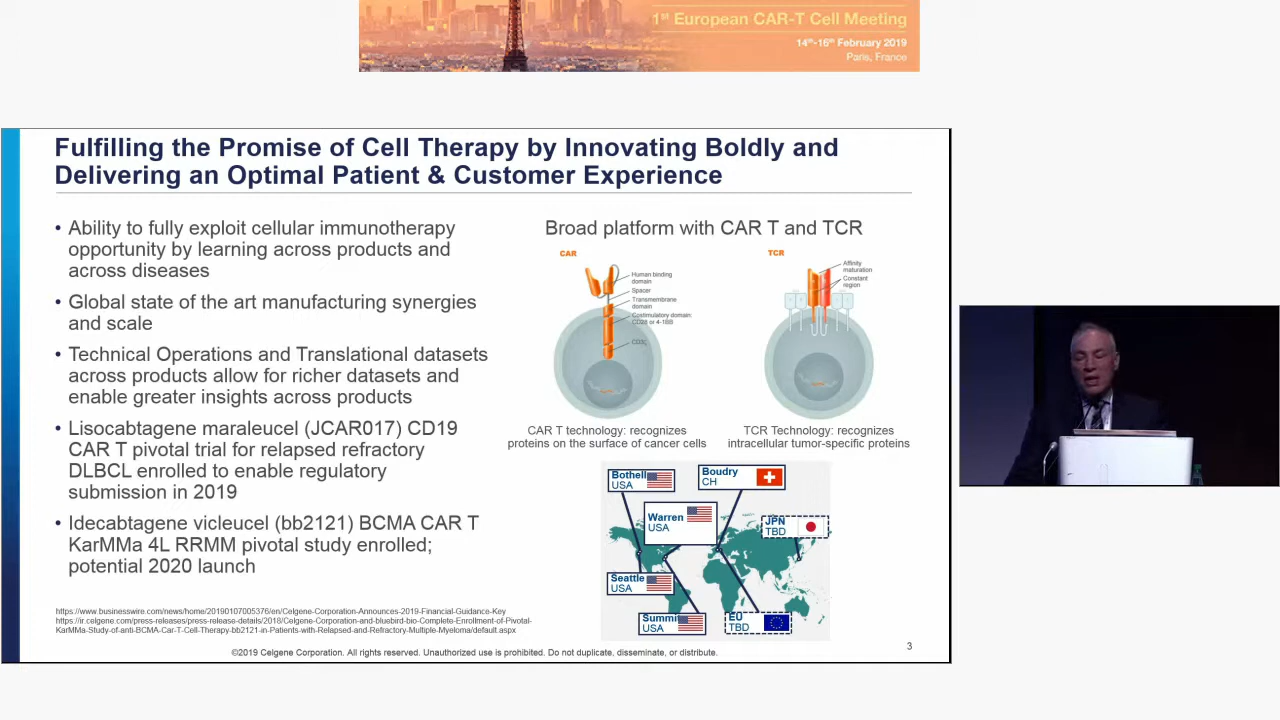 1st European CAR-T Cell Meeting
14th-16th February 2019
Paris, France
Fulfilling the Promise of Cell Therapy by Innovating Boldly and
Delivering an Optimal Patient & Customer Experience
• Ability to fully exploit cellular immunotherapy
opportunity by learning across products and
across diseases
• Global state of the art manufacturing synergies
and scale
• Technical Operations and Translational datasets
across products allow for richer datasets and
enable greater insights across products
• Lisocabtagene maraleucel (JCAR017) CD19
CAR T pivotal trial for relapsed refractory
DLBCL enrolled to enable regulatory
submission in 2019
• Idecabtagene vicleucel (bb2121) BCMA CAR T
KarMMa 4L RRMM pivotal study enrolled;
potential 2020 launch
Broad platform with CAR T and TCR
CAR
Human binding
domain
Spacer
Transmembrane
domain
Costimulatory domain
CD28 or 4-1BB
CD3ζ
TCR
Affinity
maturation
Constant
region
CAR T technology: recognizes
proteins on the surface of cancer cells
TCR Technology: recognizes
intracellular tumor-specific proteins
Bothell
USA
Boudry
CH
Warren
USA
JPN
TBD
Seattle
USA
Summit
USA
EU
TBD
https://www.businesswire.com/news/home/20190107005376/en/Celgene-Corporation-Announces-2019-Financial-Guidance-Key
https://ir.celgene.com/press-releases/press-release-details/2018/Celgene-Corporation-and-bluebird-bio-Complete-Enrollment-of-Pivotal-
KarMMa-Study-of-anti-BCMA-Car-T-Cell-Therapy-bb2121-in-Patients-with-Relapsed-and-Refractory-Multiple-Myeloma/default.aspx
©2019 Celgene Corporation. All rights reserved. Unauthorized use is prohibited. Do not duplicate, disseminate, or distribute.
3